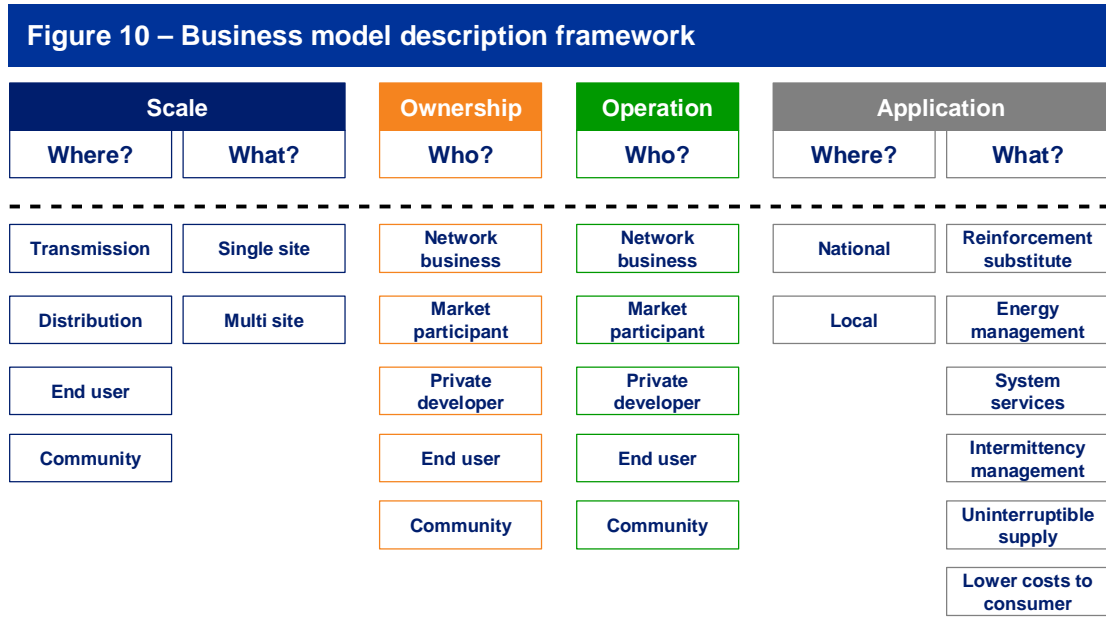 Figure 10 – Business model description framework
Scale
Ownership
Operation
Application
Where?
What?
Who?
Who?
Where?
What?
Transmission
Single site
Network
business
Network
business
National
Reinforcement
substitute
Distribution
Multi site
Market
participant
Market
participant
Local
Energy
management
End user
Private
developer
Private
developer
System
services
Community
End user
End user
Intermittency
management
Community
Community
Uninterruptible
supply
Lower costs to
consumer